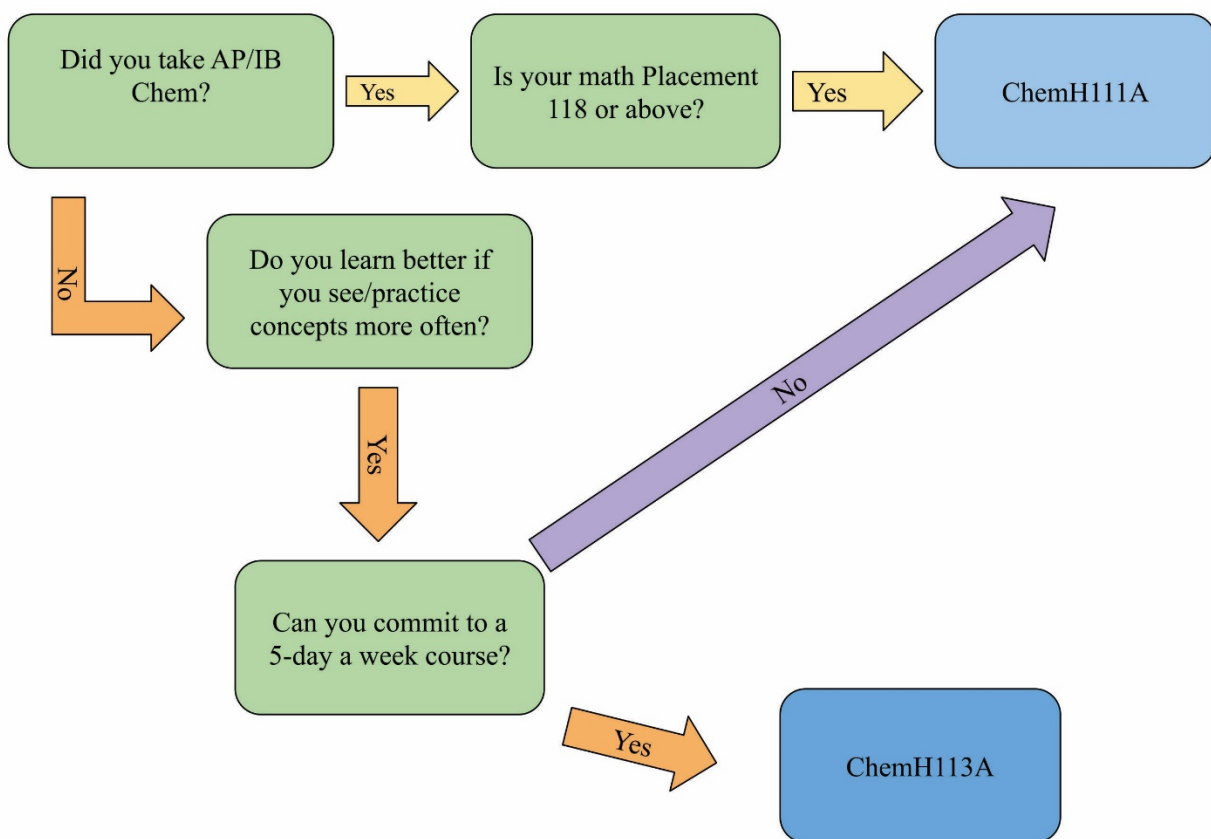 Did you take AP/IB
Chem?
Yes
Is your math Placement
118 or above?
Yes
ChemH111A
No
Do you learn better if
you see/practice
concepts more often?
No
Yes
Can you commit to a
5-day a week course?
Yes
ChemH113A